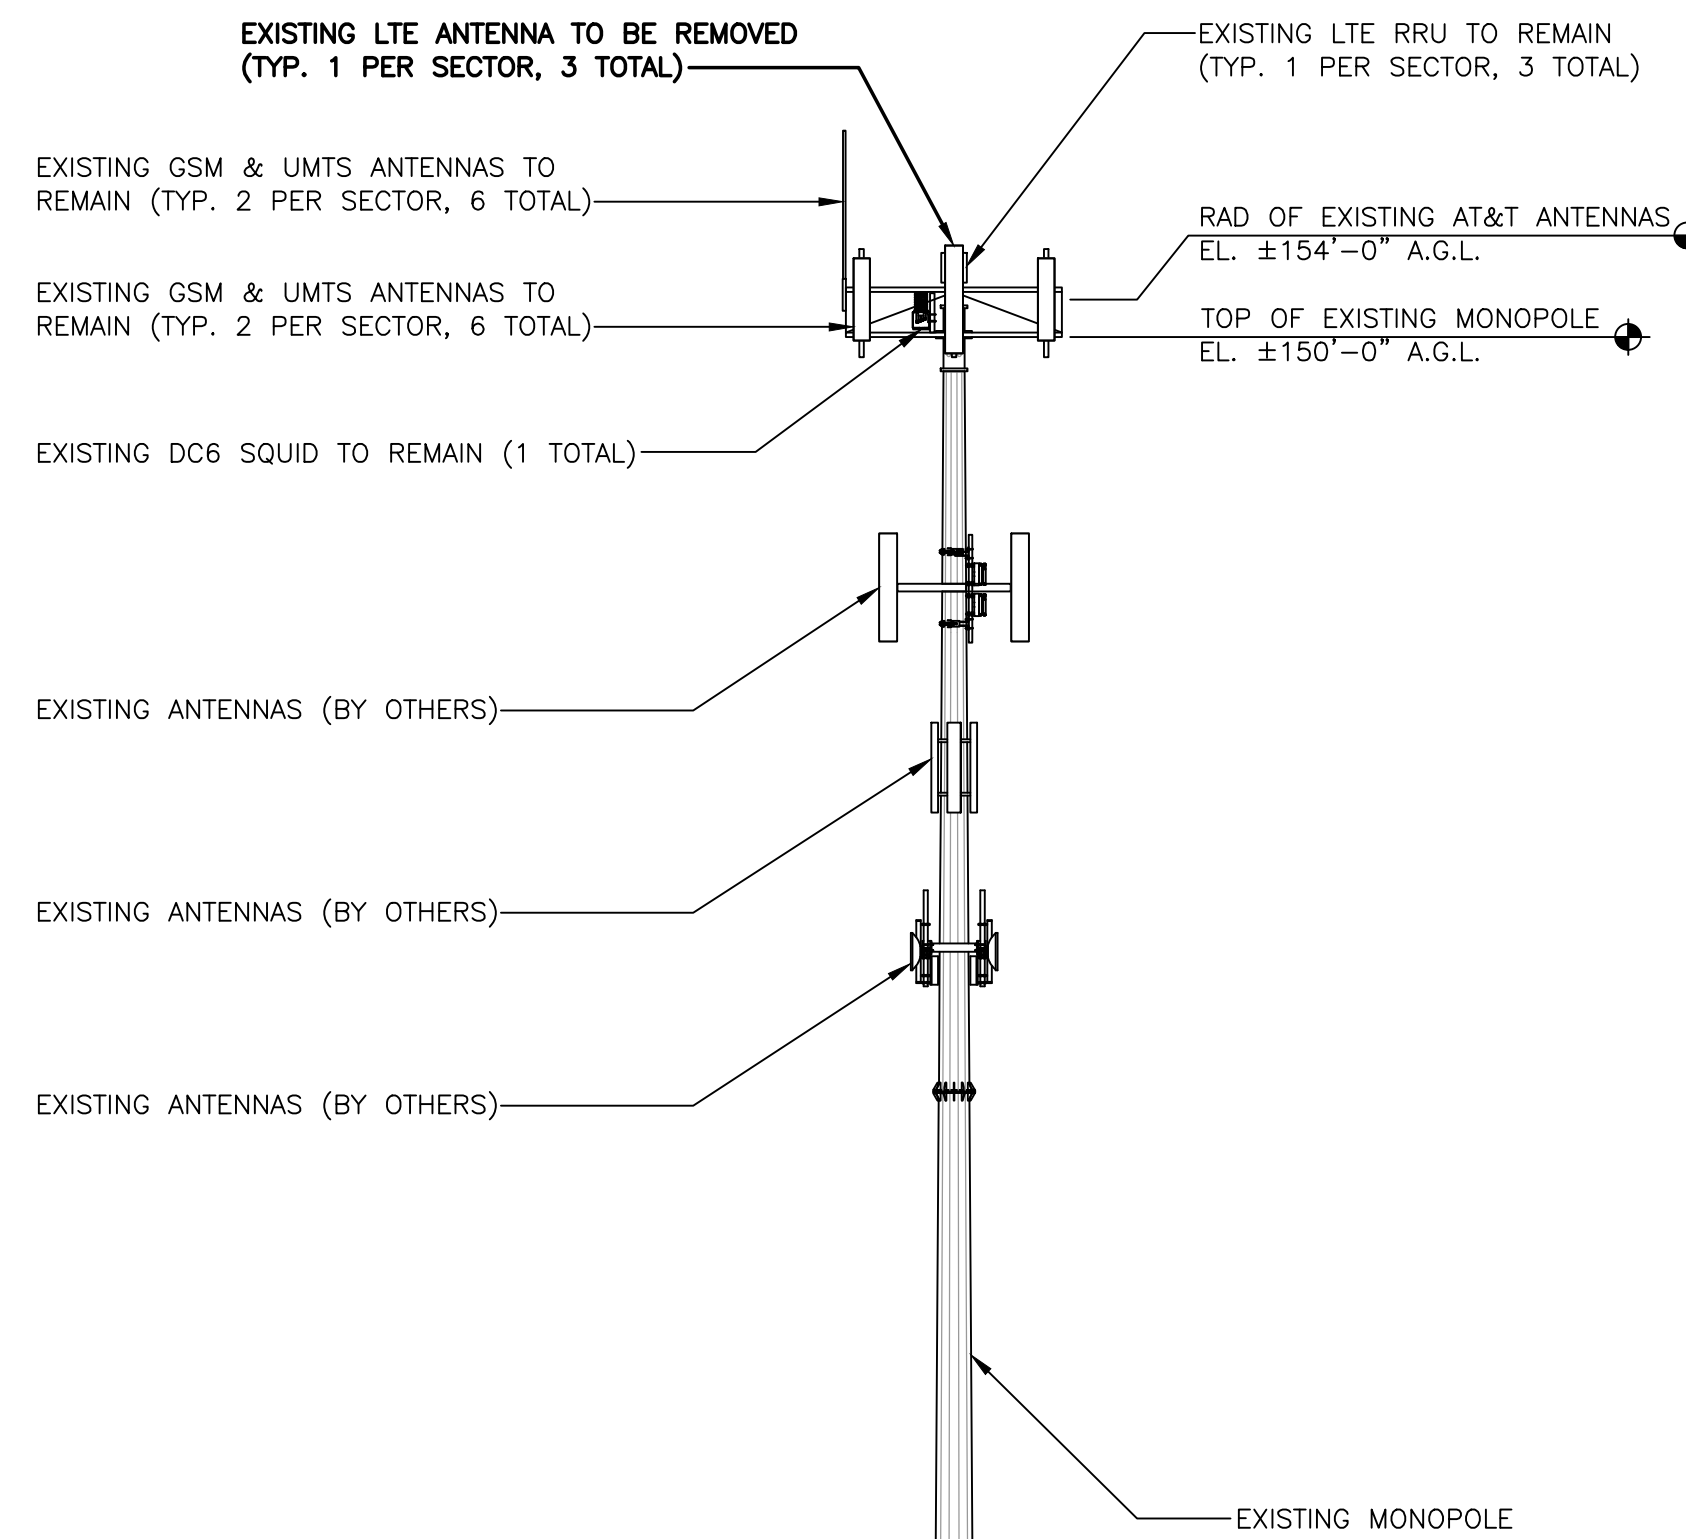 EXISTING LTE ANTENNA TO BE REMOVED
(TYP. 1 PER SECTOR, 3 TOTAL)
EXISTING LTE RRU TO REMAIN
(TYP. 1 PER SECTOR, 3 TOTAL)
EXISTING GSM & UMTS ANTENNAS TO
REMAIN (TYP. 2 PER SECTOR, 6 TOTAL)
RAD OF EXISTING AT&T ANTENNAS
EL. ±154'-0" A.G.L.
EXISTING GSM & UMTS ANTENNAS TO
REMAIN (TYP. 2 PER SECTOR, 6 TOTAL)
TOP OF EXISTING MONOPOLE
EL. ±150'-0" A.G.L.
EXISTING DC6 SQUID TO REMAIN (1 TOTAL)
EXISTING ANTENNAS (BY OTHERS)
EXISTING ANTENNAS (BY OTHERS)
EXISTING ANTENNAS (BY OTHERS)
EXISTING MONOPOLE